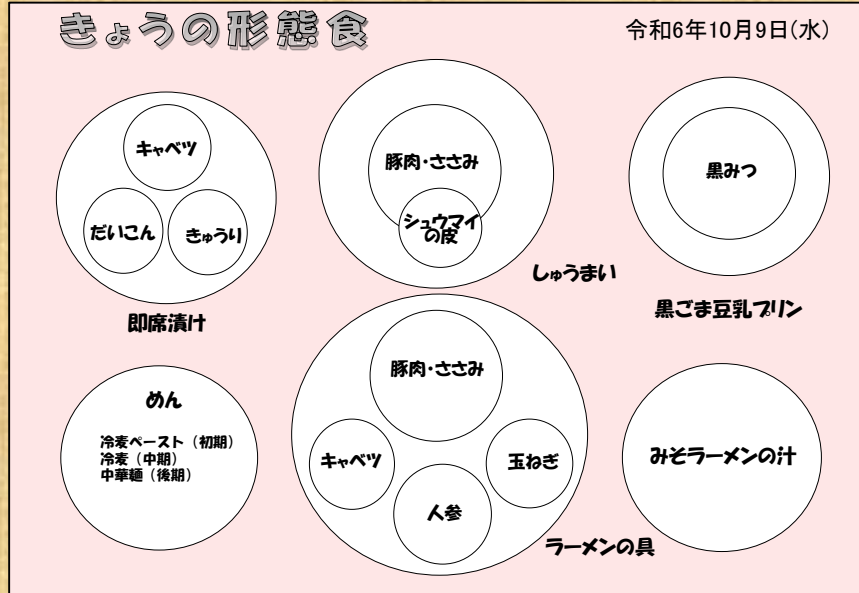 きょうの形態食
令和6年10月9日(水)
キャベツ
だいこん
きゅうり
即席漬け
豚肉・ささみ
シュウマイ
の皮
しゅうまい
黒みつ
黒ごま豆乳プリン
めん
冷麦ペースト（初期）
冷麦（中期）
中華麺（後期）
豚肉・ささみ
キャベツ
玉ねぎ
人参
ラーメンの具
みそラーメンの汁